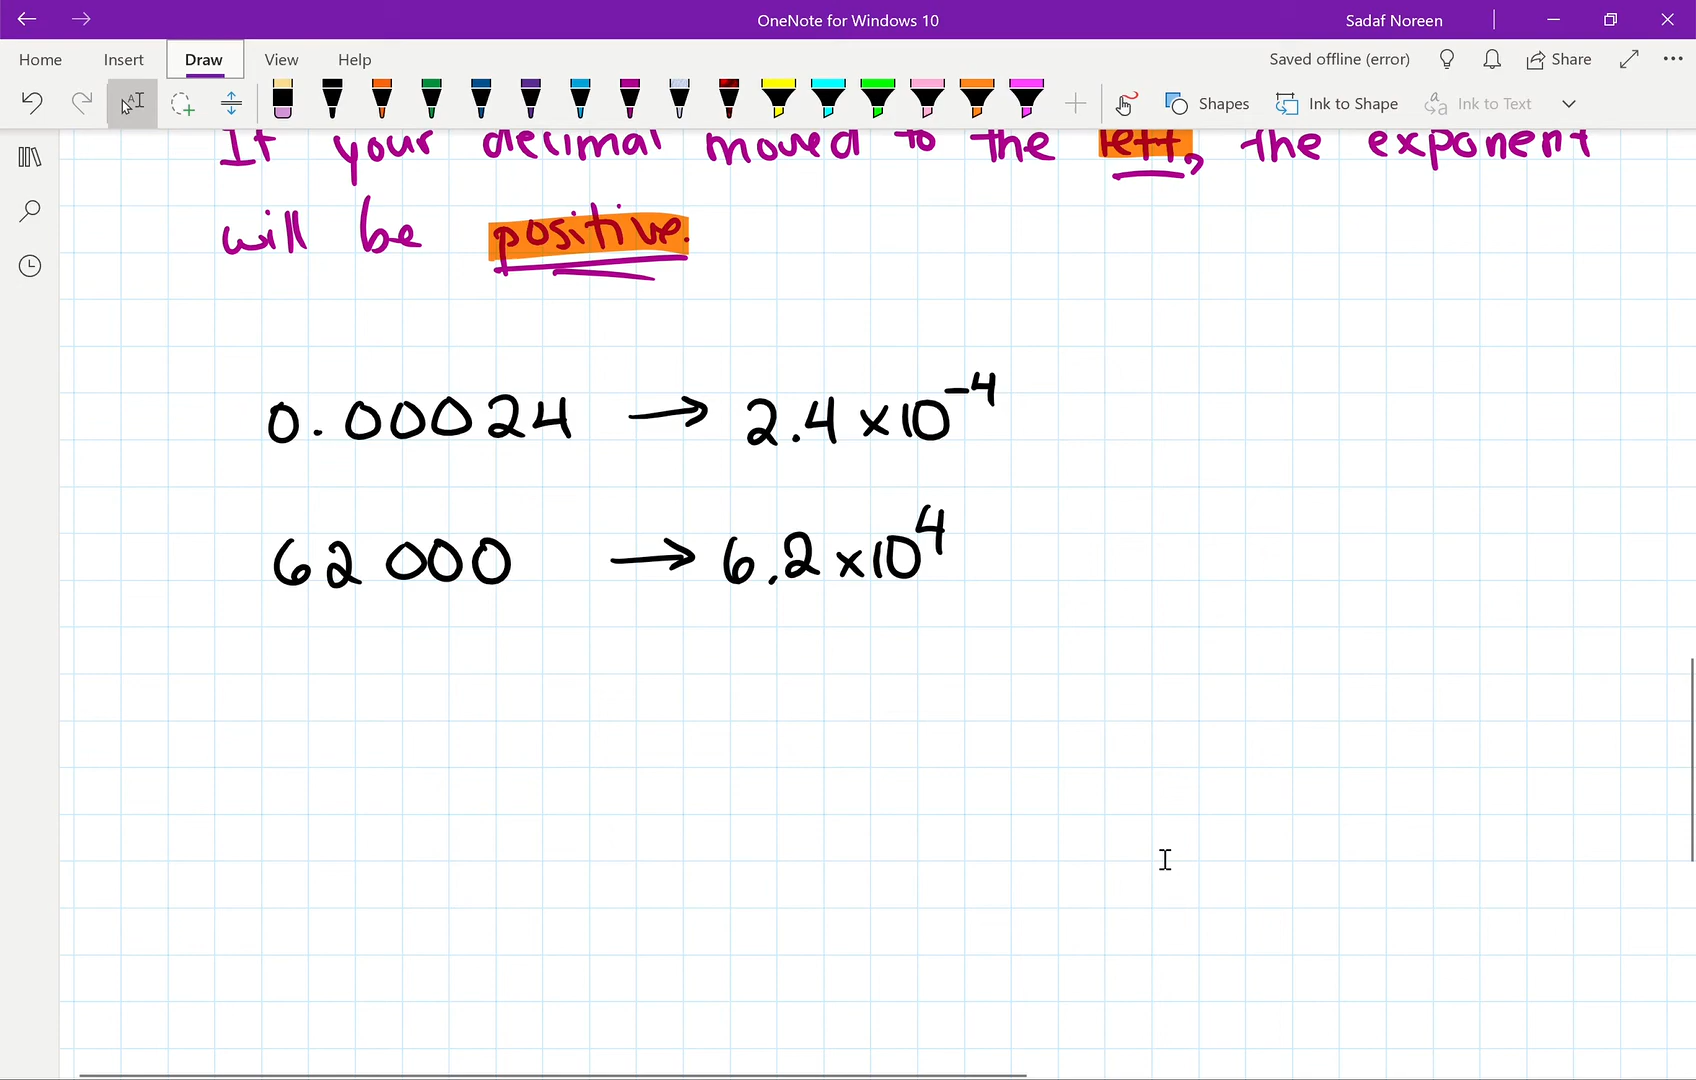 OneNote for Windows 10
Sadaf Noreen
Home Insert Draw View Help
Saved offline (error) Share
Shapes Ink to Shape Ink to Text
If your decimal moved to the left, the exponent
will be positive.
0.00024 → 2.4 x 10⁻⁴
62 000 → 6.2 x 10⁴